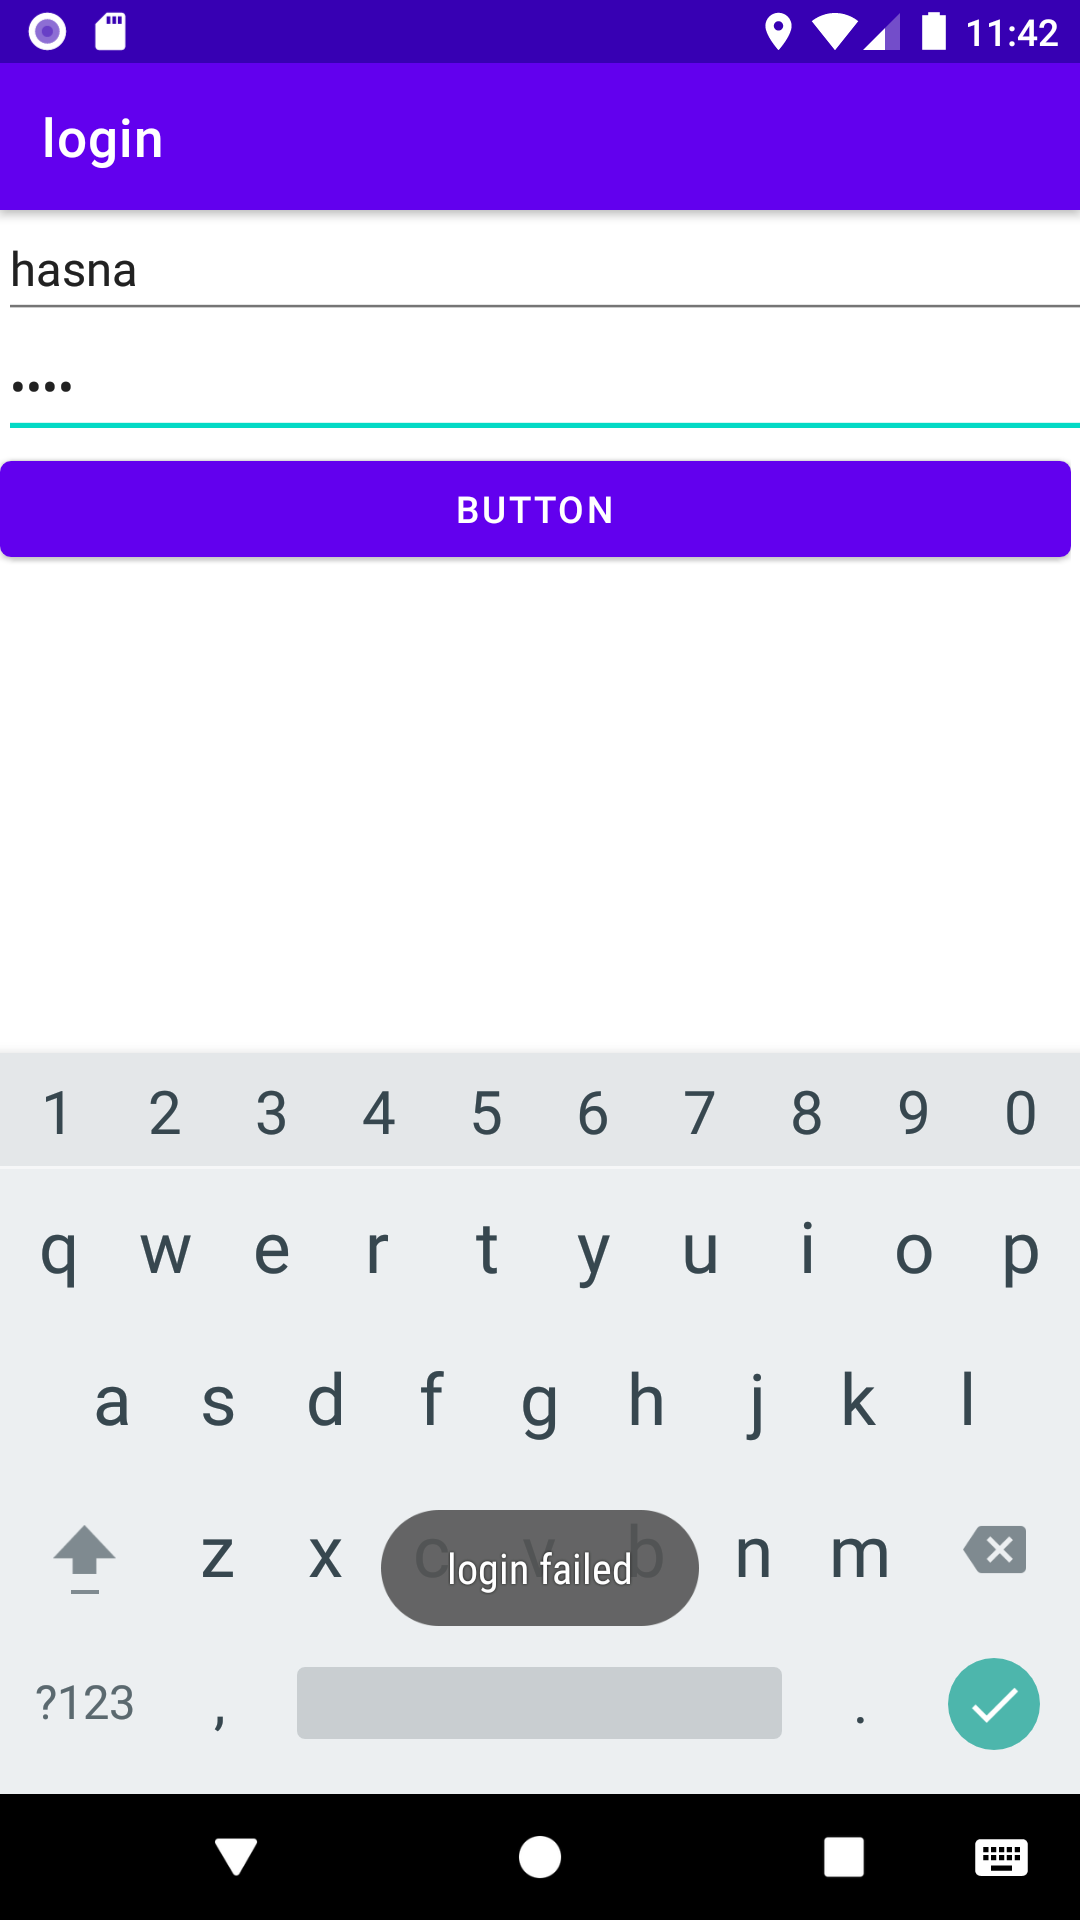 11:42
login
hasna
••••
BUTTON
1 2 3 4 5 6 7 8 9 0
q w e r t y u i o p
a s d f g h j k l
z x c v b n m
login failed
?123 , .